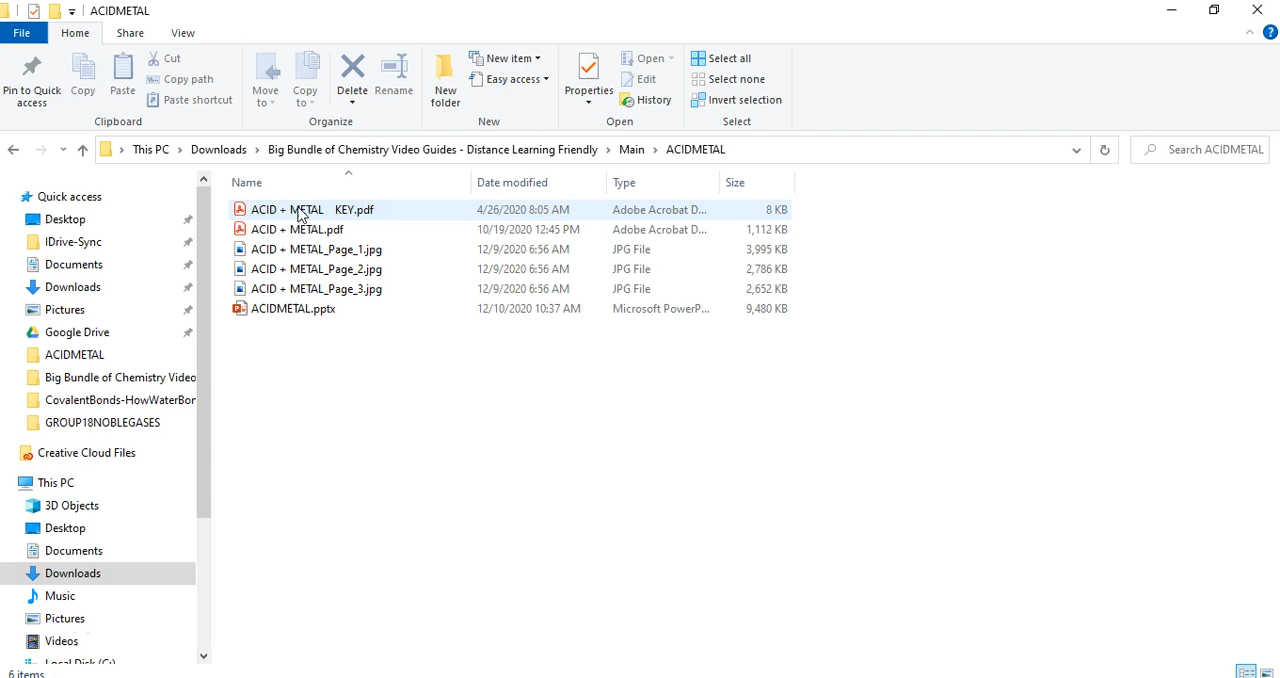 ACIDMETAL
File Home Share View
Pin to Quick access
Copy
Paste
Cut
Copy path
Paste shortcut
Clipboard
Move to
Copy to
Delete
Rename
Organize
New folder
New item
Easy access
New
Properties
Open
Edit
History
Open
Select all
Select none
Invert selection
Select
This PC > Downloads > Big Bundle of Chemistry Video Guides - Distance Learning Friendly > Main > ACIDMETAL
Search ACIDMETAL
Name Date modified Type Size
ACID + METAL KEY.pdf 4/26/2020 8:05 AM Adobe Acrobat D... 8 KB
ACID + METAL.pdf 10/19/2020 12:45 PM Adobe Acrobat D... 1,112 KB
ACID + METAL_Page_1.jpg 12/9/2020 6:56 AM JPG File 3,995 KB
ACID + METAL_Page_2.jpg 12/9/2020 6:56 AM JPG File 2,786 KB
ACID + METAL_Page_3.jpg 12/9/2020 6:56 AM JPG File 2,652 KB
ACIDMETAL.pptx 12/10/2020 10:37 AM Microsoft PowerP... 9,480 KB
Quick access
Desktop
IDrive-Sync
Documents
Downloads
Pictures
Google Drive
ACIDMETAL
Big Bundle of Chemistry Video
CovalentBonds-HowWaterBor
GROUP18NOBLEGASES
Creative Cloud Files
This PC
3D Objects
Desktop
Documents
Downloads
Music
Pictures
Videos
Local Disk (C:)
6 items